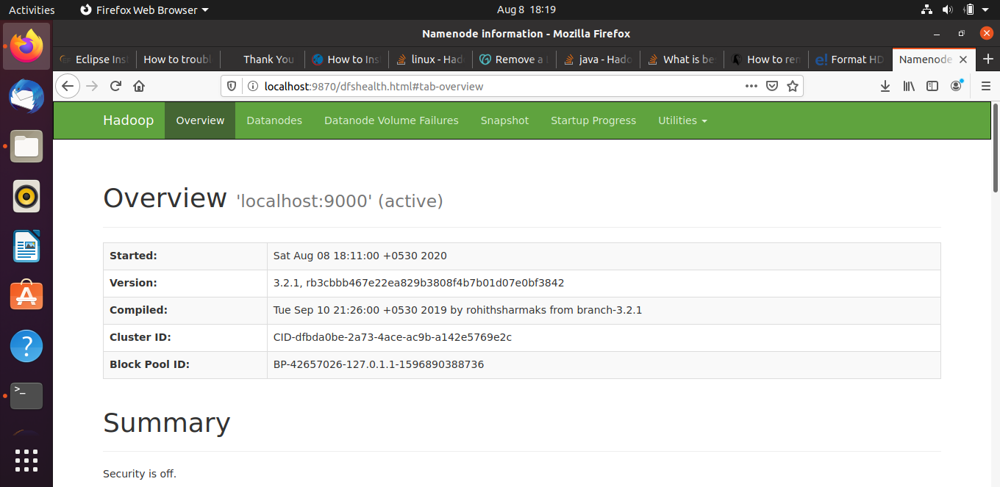 Activities Firefox Web Browser Aug 8 18:19
Namenode information - Mozilla Firefox
Eclipse Inst How to troubl Thank You How to Ins linux - Had Remove a java - Hado What is be How to ren Format HD Namenode
localhost:9870/dfshealth.html#tab-overview
Hadoop Overview Datanodes Datanode Volume Failures Snapshot Startup Progress Utilities
Overview 'localhost:9000' (active)
Started: Sat Aug 08 18:11:00 +0530 2020
Version: 3.2.1, rb3cbbb467e22ea829b3808f4b7b01d07e0bf3842
Compiled: Tue Sep 10 21:26:00 +0530 2019 by rohithsharmaks from branch-3.2.1
Cluster ID: CID-dfbda0be-2a73-4ace-ac9b-a142e5769e2c
Block Pool ID: BP-42657026-127.0.1.1-1596890388736
Summary
Security is off.